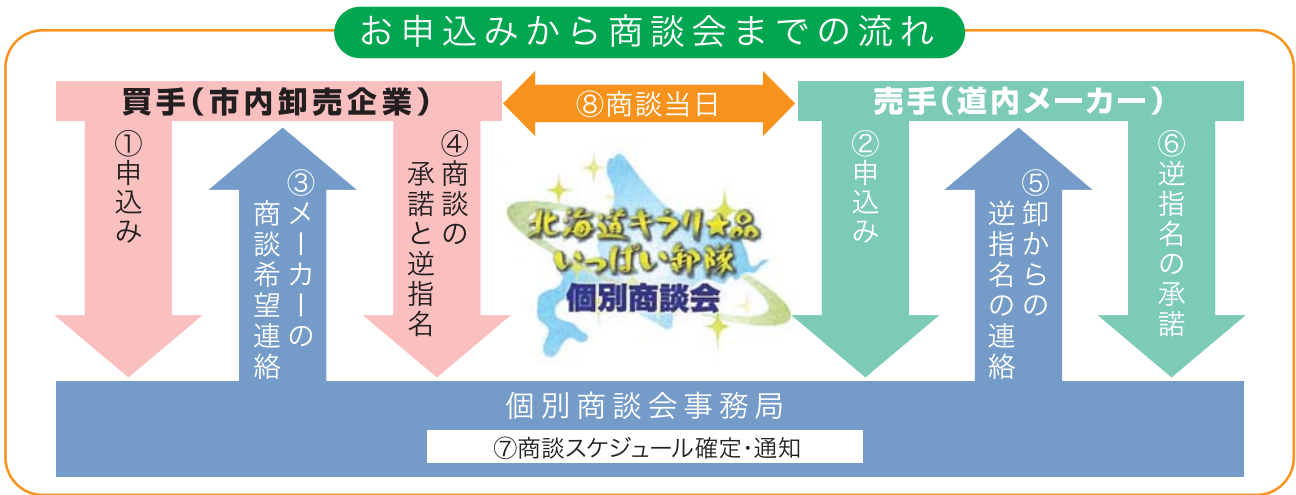 お申込みから商談会までの流れ
買手（市内卸売企業）
⑧商談当日
売手（道内メーカー）
①申込み
③メーカーの
商談希望連絡
④商談の
承諾と逆指名
北海道キラリ★品
いっぱい卸隊
個別商談会
②申込み
⑤卸からの
逆指名の連絡
⑥逆指名の承諾
個別商談会事務局
⑦商談スケジュール確定・通知